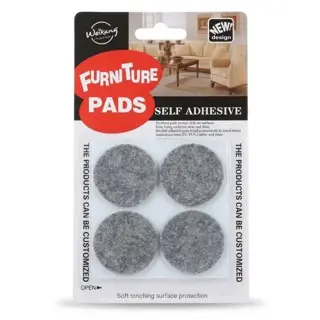 Weikang
NEW!
design
FURNITURE
PADS
SELF ADHESIVE
THE PRODUCTS CAN BE CUSTOMIZED
THE PRODUCTS CAN BE CUSTOMIZED
OPEN
Soft tonching surface protection